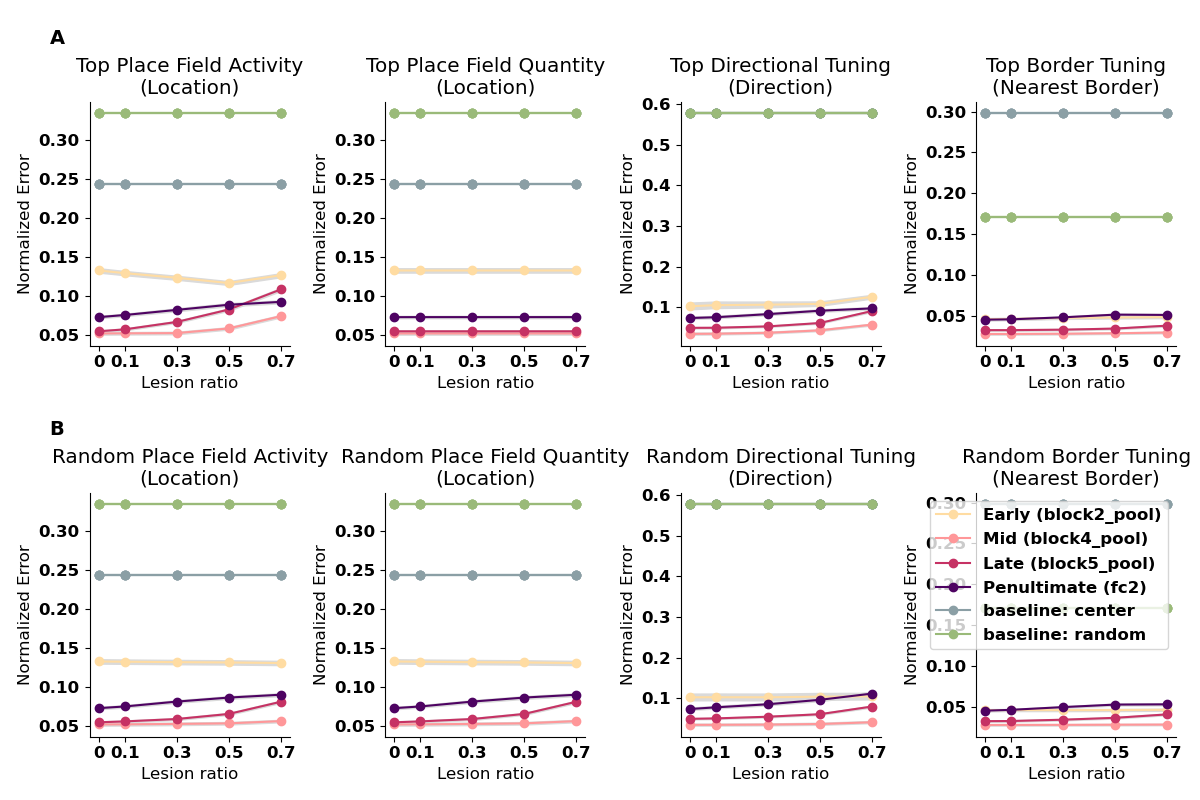 A
Top Place Field Activity
(Location)
Top Place Field Quantity
(Location)
Top Directional Tuning
(Direction)
Top Border Tuning
(Nearest Border)
Normalized Error
0.30
0.25
0.20
0.15
0.10
0.05
0 0.1 0.3 0.5 0.7
Lesion ratio
Normalized Error
0.30
0.25
0.20
0.15
0.10
0.05
0 0.1 0.3 0.5 0.7
Lesion ratio
Normalized Error
0.6
0.5
0.4
0.3
0.2
0.1
0 0.1 0.3 0.5 0.7
Lesion ratio
Normalized Error
0.30
0.25
0.20
0.15
0.10
0.05
0 0.1 0.3 0.5 0.7
Lesion ratio
B
Random Place Field Activity
(Location)
Random Place Field Quantity
(Location)
Random Directional Tuning
(Direction)
Random Border Tuning
(Nearest Border)
Normalized Error
0.30
0.25
0.20
0.15
0.10
0.05
0 0.1 0.3 0.5 0.7
Lesion ratio
Normalized Error
0.30
0.25
0.20
0.15
0.10
0.05
0 0.1 0.3 0.5 0.7
Lesion ratio
Normalized Error
0.6
0.5
0.4
0.3
0.2
0.1
0 0.1 0.3 0.5 0.7
Lesion ratio
Normalized Error
0.30
0.25
0.20
0.15
0.10
0.05
0 0.1 0.3 0.5 0.7
Lesion ratio
Early (block2_pool)
Mid (block4_pool)
Late (block5_pool)
Penultimate (fc2)
baseline: center
baseline: random